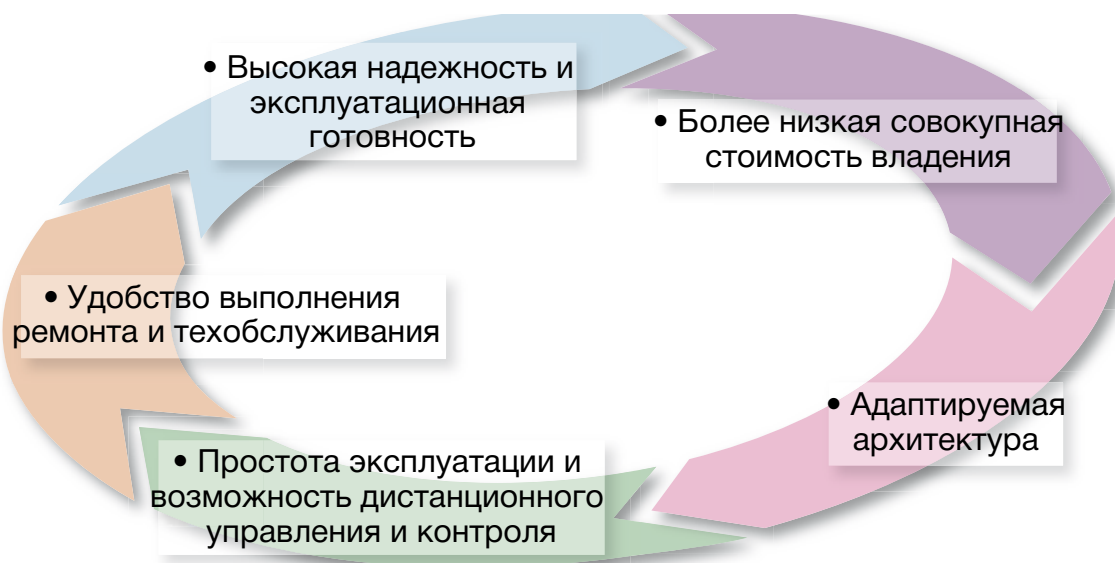 • Высокая надежность и
эксплуатационная
готовность
• Более низкая совокупная
стоимость владения
• Адаптируемая
архитектура
• Простота эксплуатации и
возможность дистанционного
управления и контроля
• Удобство выполнения
ремонта и техобслуживания